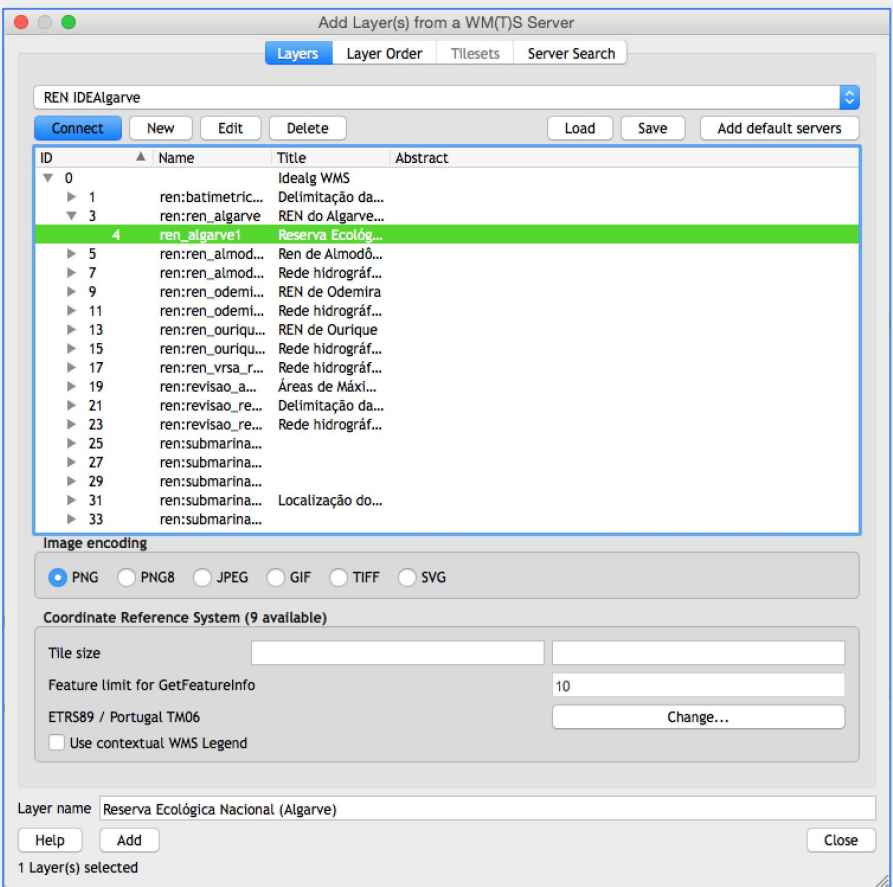 Add Layer(s) from a WM(T)S Server
Layers Layer Order Tilesets Server Search
REN IDEAlgarve
Connect New Edit Delete Load Save Add default servers
ID Name Title Abstract
0 Idealg WMS
1 ren:batimetric... Delimitação da...
3 ren:ren_algarve REN do Algarve...
4 ren_algarve1 Reserva Ecológ...
5 ren:ren_almod... Ren de Almodô...
7 ren:ren_almod... Rede hidrográf...
9 ren:ren_odemi... REN de Odemira
11 ren:ren_odemi... Rede hidrográf...
13 ren:ren_ouriqu... REN de Ourique
15 ren:ren_ouriqu... Rede hidrográf...
17 ren:ren_vrsa_r... Rede hidrográf...
19 ren:revisao_a... Áreas de Máxi...
21 ren:revisao_re... Delimitação da...
23 ren:revisao_re... Rede hidrográf...
25 ren:submarina...
27 ren:submarina...
29 ren:submarina...
31 ren:submarina... Localização do...
33 ren:submarina...
Image encoding
PNG PNG8 JPEG GIF TIFF SVG
Coordinate Reference System (9 available)
Tile size
Feature limit for GetFeatureInfo 10
ETRS89 / Portugal TM06 Change...
Use contextual WMS Legend
Layer name Reserva Ecológica Nacional (Algarve)
Help Add Close
1 Layer(s) selected